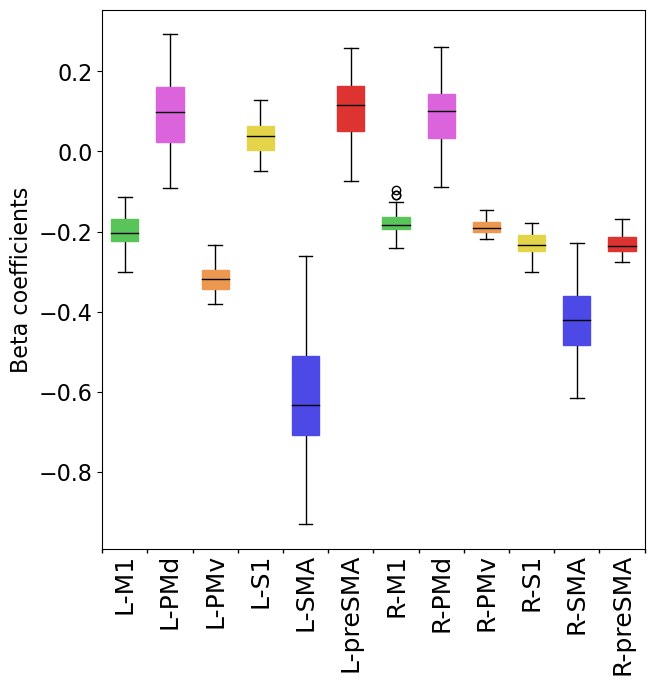 Beta coefficients
0.2
0.0
−0.2
−0.4
−0.6
−0.8
L-M1
L-PMd
L-PMv
L-S1
L-SMA
L-preSMA
R-M1
R-PMd
R-PMv
R-S1
R-SMA
R-preSMA